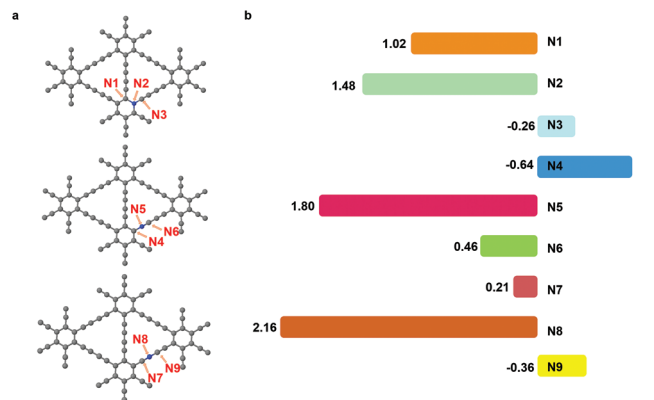 a
N1 N2
N3
N5
N6
N4
N8
N9
N7
b
1.02 N1
1.48 N2
-0.26 N3
-0.64 N4
1.80 N5
0.46 N6
0.21 N7
2.16 N8
-0.36 N9